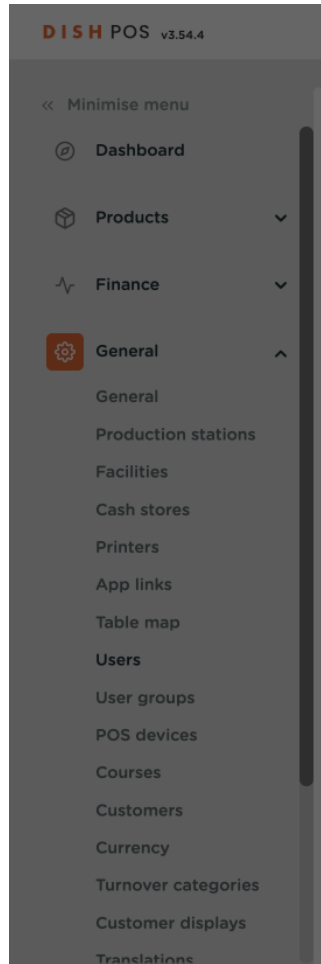 DISH POS v3.54.4
« Minimise menu
Dashboard
Products
Finance
General
General
Production stations
Facilities
Cash stores
Printers
App links
Table map
Users
User groups
POS devices
Courses
Customers
Currency
Turnover categories
Customer displays
Translations